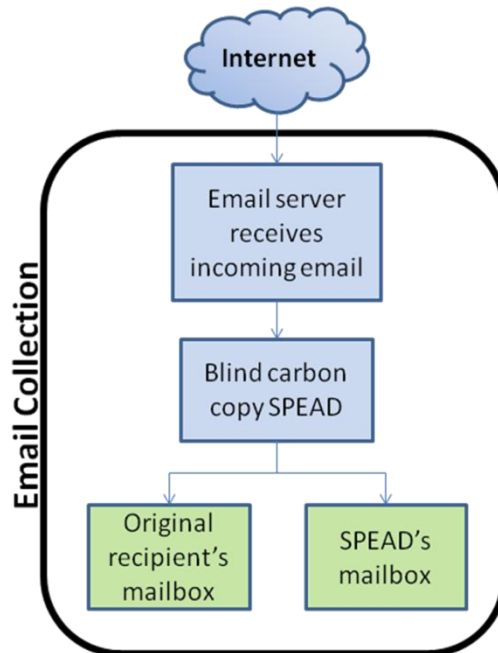 Internet
Email Collection
Email server
receives
incoming email
Blind carbon
copy SPEAD
Original
recipient's
mailbox
SPEAD's
mailbox